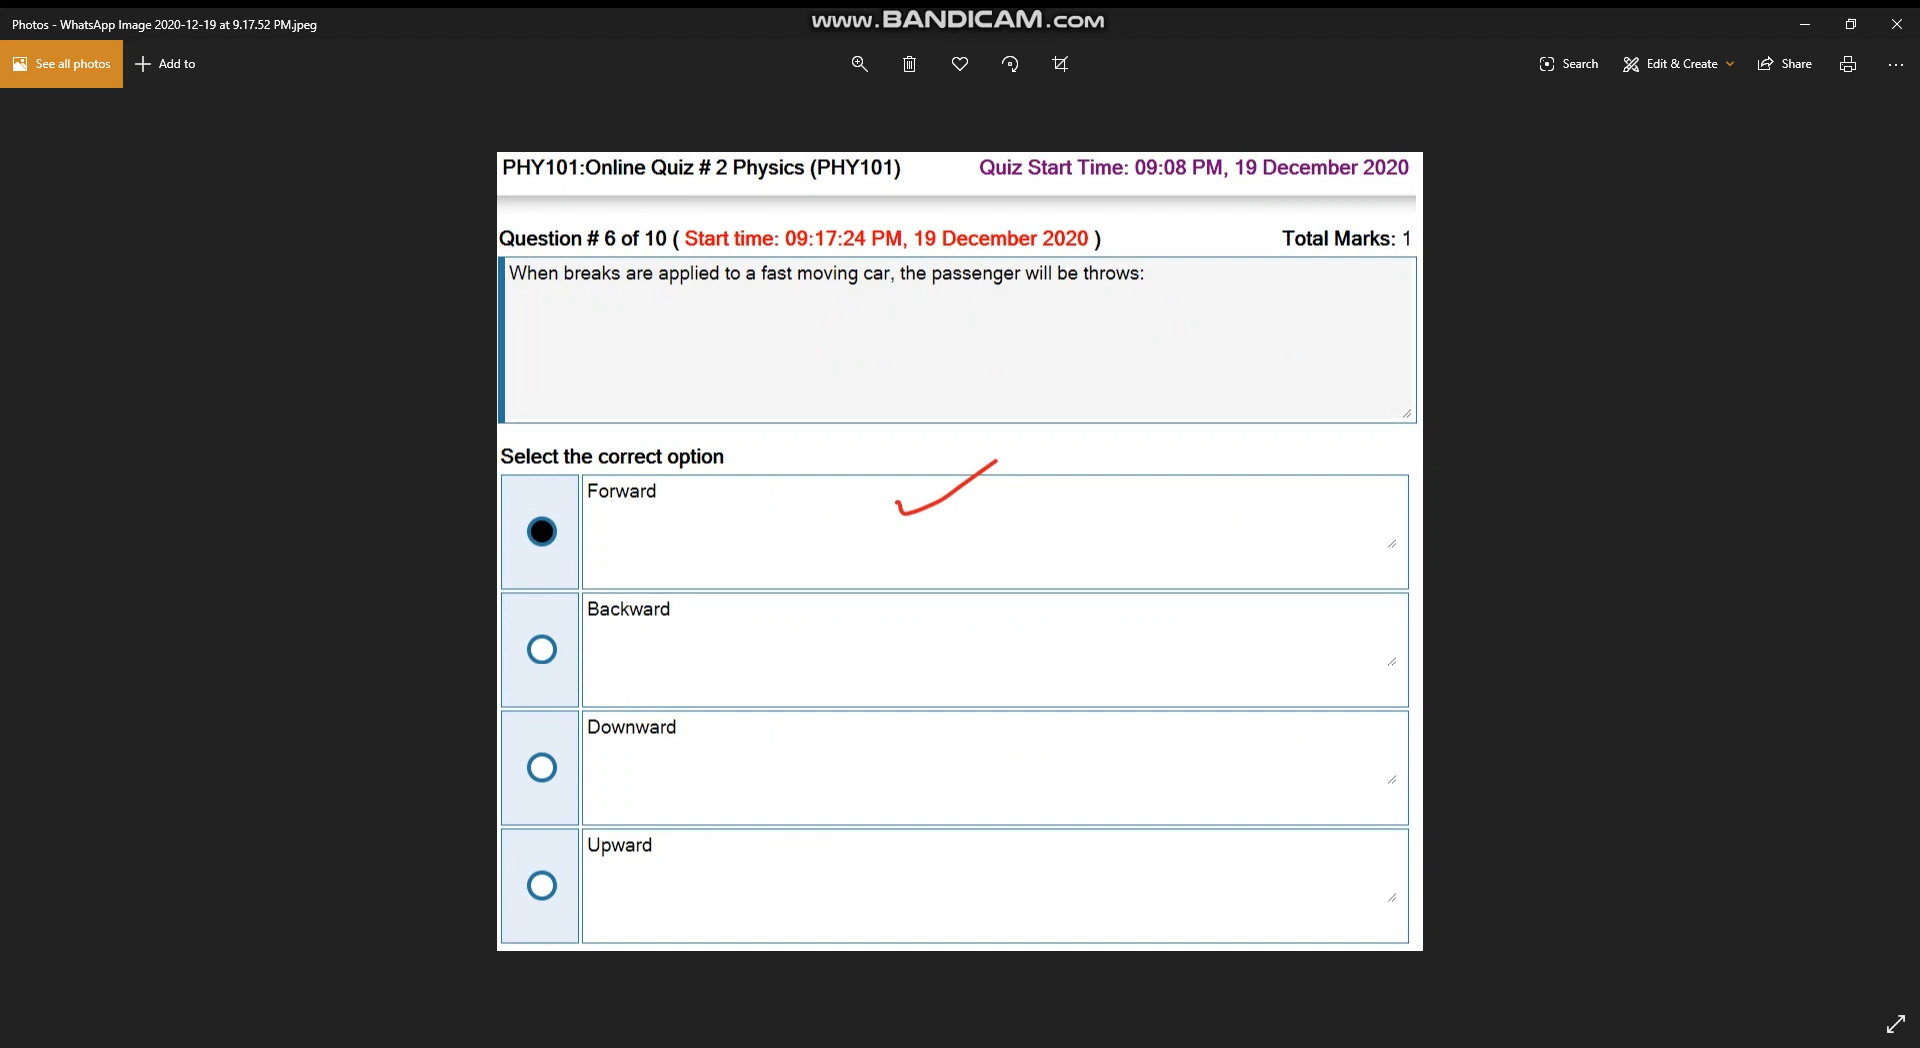 www.BANDICAM.com
Photos - WhatsApp Image 2020-12-19 at 9.17.52 PM.jpeg
See all photos
Add to
Search
Edit & Create
Share
PHY101:Online Quiz # 2 Physics (PHY101)
Quiz Start Time: 09:08 PM, 19 December 2020
Question # 6 of 10 ( Start time: 09:17:24 PM, 19 December 2020 )
Total Marks: 1
When breaks are applied to a fast moving car, the passenger will be throws:
Select the correct option
Forward
Backward
Downward
Upward